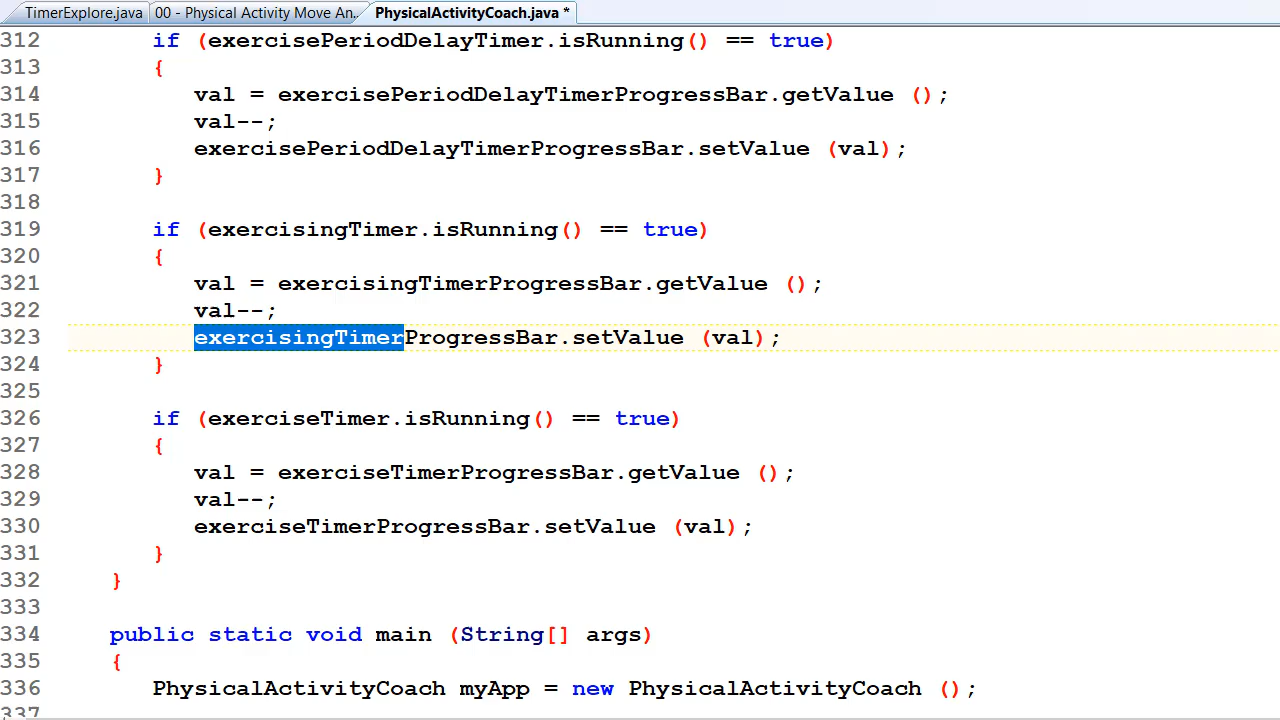 TimerExplore.java 00 - Physical Activity Move An... PhysicalActivityCoach.java *
312 if (exercisePeriodDelayTimer.isRunning() == true)
313 {
314 val = exercisePeriodDelayTimerProgressBar.getValue ();
315 val--;
316 exercisePeriodDelayTimerProgressBar.setValue (val);
317 }
318
319 if (exercisingTimer.isRunning() == true)
320 {
321 val = exercisingTimerProgressBar.getValue ();
322 val--;
323 exercisingTimerProgressBar.setValue (val);
324 }
325
326 if (exerciseTimer.isRunning() == true)
327 {
328 val = exerciseTimerProgressBar.getValue ();
329 val--;
330 exerciseTimerProgressBar.setValue (val);
331 }
332 }
333
334 public static void main (String[] args)
335 {
336 PhysicalActivityCoach myApp = new PhysicalActivityCoach ();
337